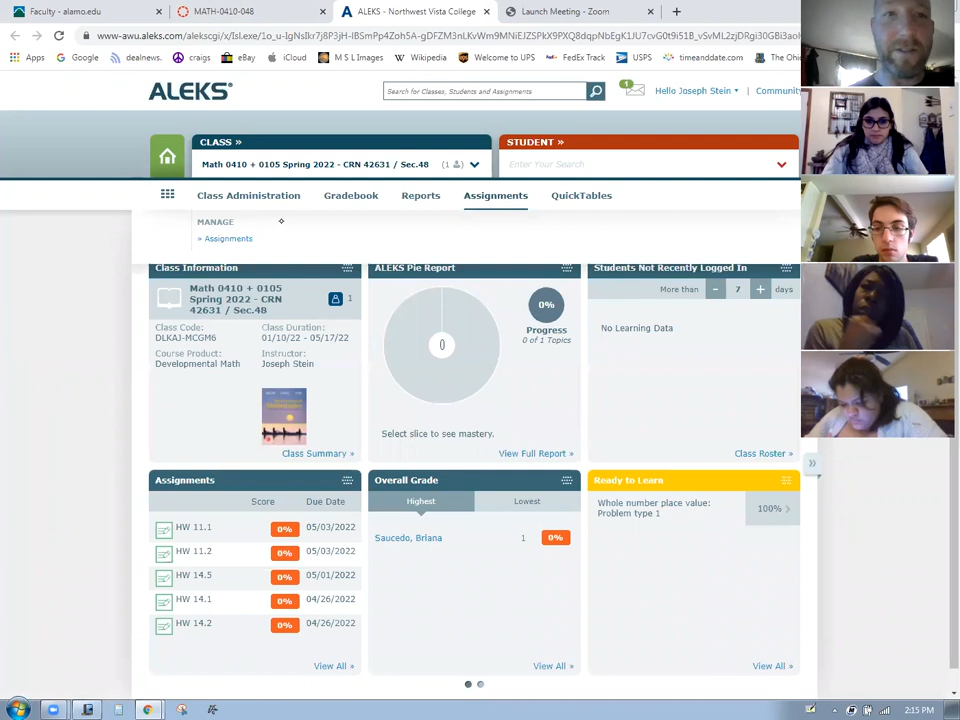 Faculty - alamo.edu
MATH-0410-048
ALEKS - Northwest Vista College
Launch Meeting - Zoom
Apps
Google
dealnews.
craigs
eBay
iCloud
M S L Images
Wikipedia
Welcome to UPS
FedEx Track
USPS
timeanddate.com
The Ohio
ALEKS®
Search for Classes, Students and Assignments
1
Hello Joseph Stein
Community
CLASS »
STUDENT »
Math 0410 + 0105 Spring 2022 - CRN 42631 / Sec.48 (1)
Enter Your Search
Class Administration
Gradebook
Reports
Assignments
QuickTables
MANAGE
» Assignments
Class Information
Math 0410 + 0105
Spring 2022 - CRN
42631 / Sec.48
1
Class Code:
DLKAJ-MCGM6
Class Duration:
01/10/22 - 05/17/22
Course Product:
Developmental Math
Instructor:
Joseph Stein
Class Summary »
ALEKS Pie Report
0
0%
Progress
0 of 1 Topics
Select slice to see mastery.
View Full Report »
Students Not Recently Logged In
More than - 7 + days
No Learning Data
Class Roster »
»
Assignments
Score Due Date
HW 11.1 0% 05/03/2022
HW 11.2 0% 05/03/2022
HW 14.5 0% 05/01/2022
HW 14.1 0% 04/26/2022
HW 14.2 0% 04/26/2022
View All »
Overall Grade
Highest Lowest
Saucedo, Briana 1 0%
View All »
Ready to Learn
Whole number place value:
Problem type 1
100%
View All »
2:15 PM